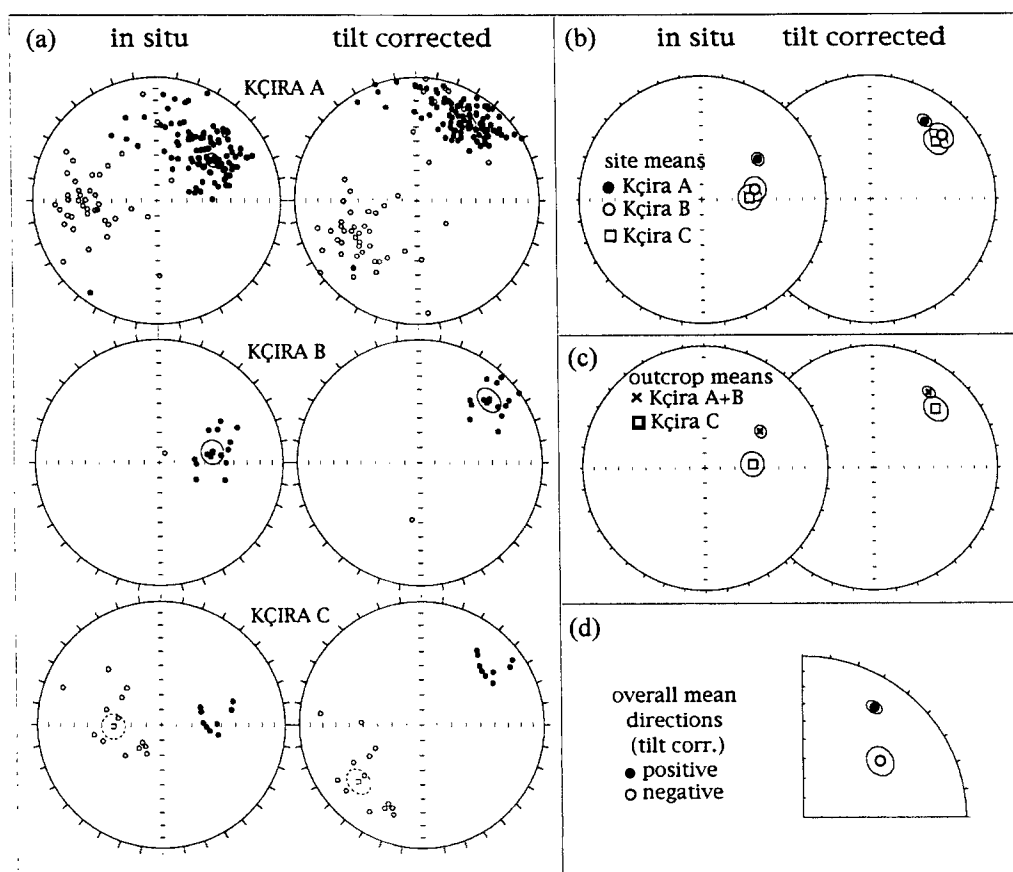 (a)
in situ
tilt corrected
KÇIRA A
KÇIRA B
KÇIRA C
(b)
in situ
tilt corrected
site means
Kçira A
Kçira B
Kçira C
(c)
outcrop means
Kçira A+B
Kçira C
(d)
overall mean
directions
(tilt corr.)
positive
negative